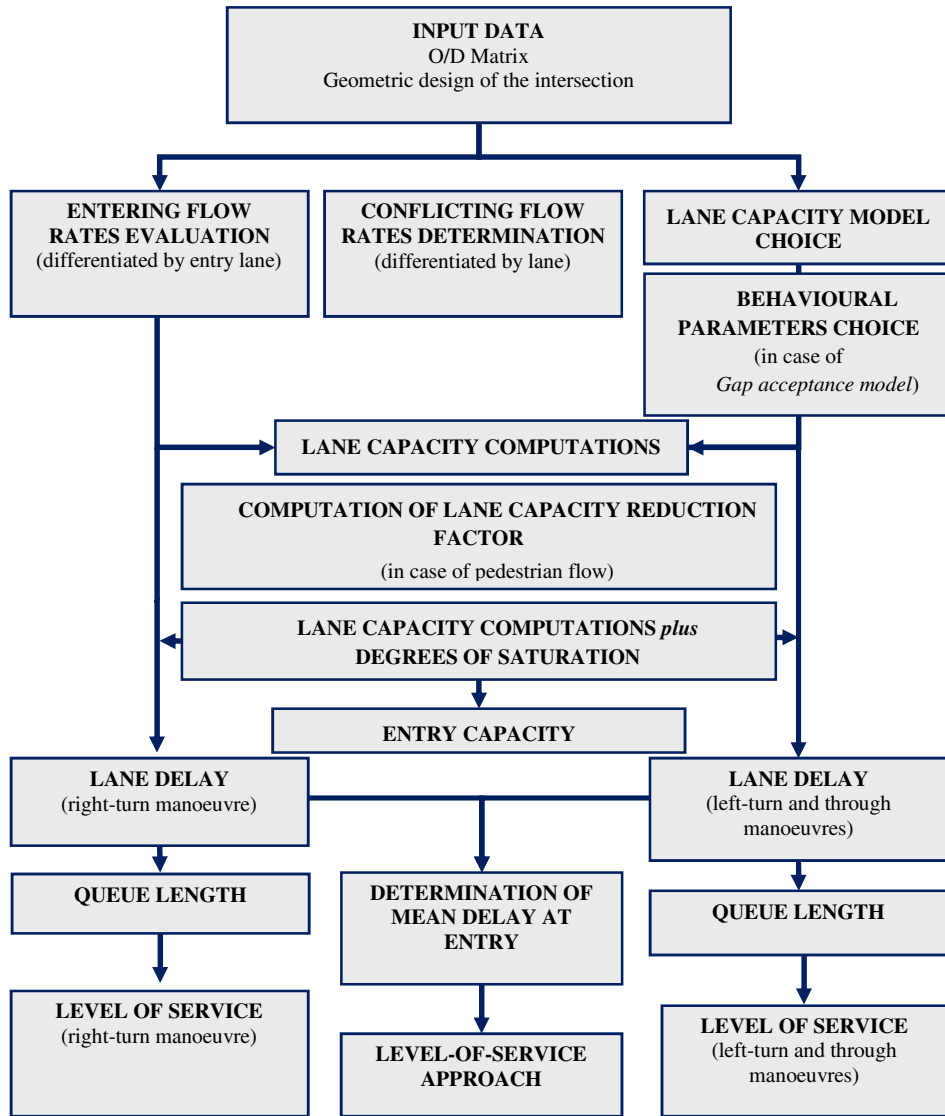 INPUT DATA
O/D Matrix
Geometric design of the intersection
ENTERING FLOW
RATES EVALUATION
(differentiated by entry lane)
CONFLICTING FLOW
RATES DETERMINATION
(differentiated by lane)
LANE CAPACITY MODEL
CHOICE
BEHAVIOURAL
PARAMETERS CHOICE
(in case of
Gap acceptance model)
LANE CAPACITY COMPUTATIONS
COMPUTATION OF LANE CAPACITY REDUCTION
FACTOR
(in case of pedestrian flow)
LANE CAPACITY COMPUTATIONS plus
DEGREES OF SATURATION
ENTRY CAPACITY
LANE DELAY
(right-turn manoeuvre)
LANE DELAY
(left-turn and through
manoeuvres)
QUEUE LENGTH
DETERMINATION OF
MEAN DELAY AT
ENTRY
QUEUE LENGTH
LEVEL OF SERVICE
(right-turn manoeuvre)
LEVEL-OF-SERVICE
APPROACH
LEVEL OF SERVICE
(left-turn and through
manoeuvres)